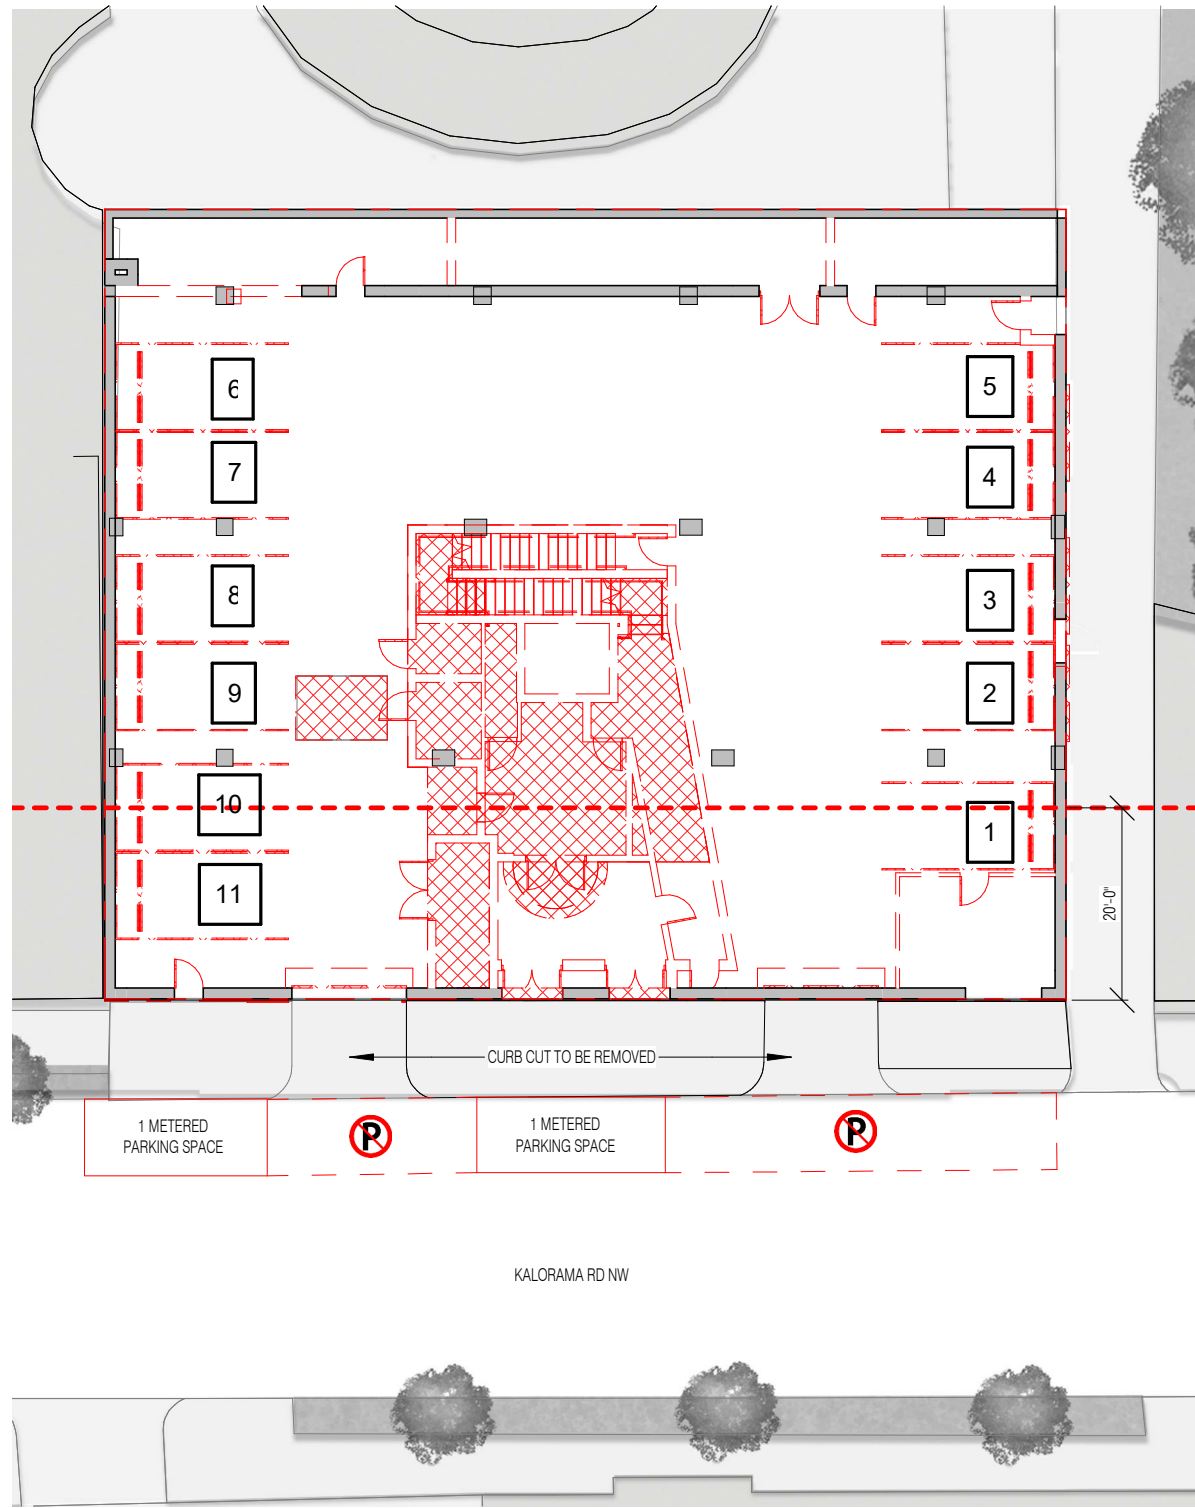 6
5
7
4
8
3
9
2
10
1
11
20'-0"
CURB CUT TO BE REMOVED
1 METERED
PARKING SPACE
P
1 METERED
PARKING SPACE
P
KALORAMA RD NW